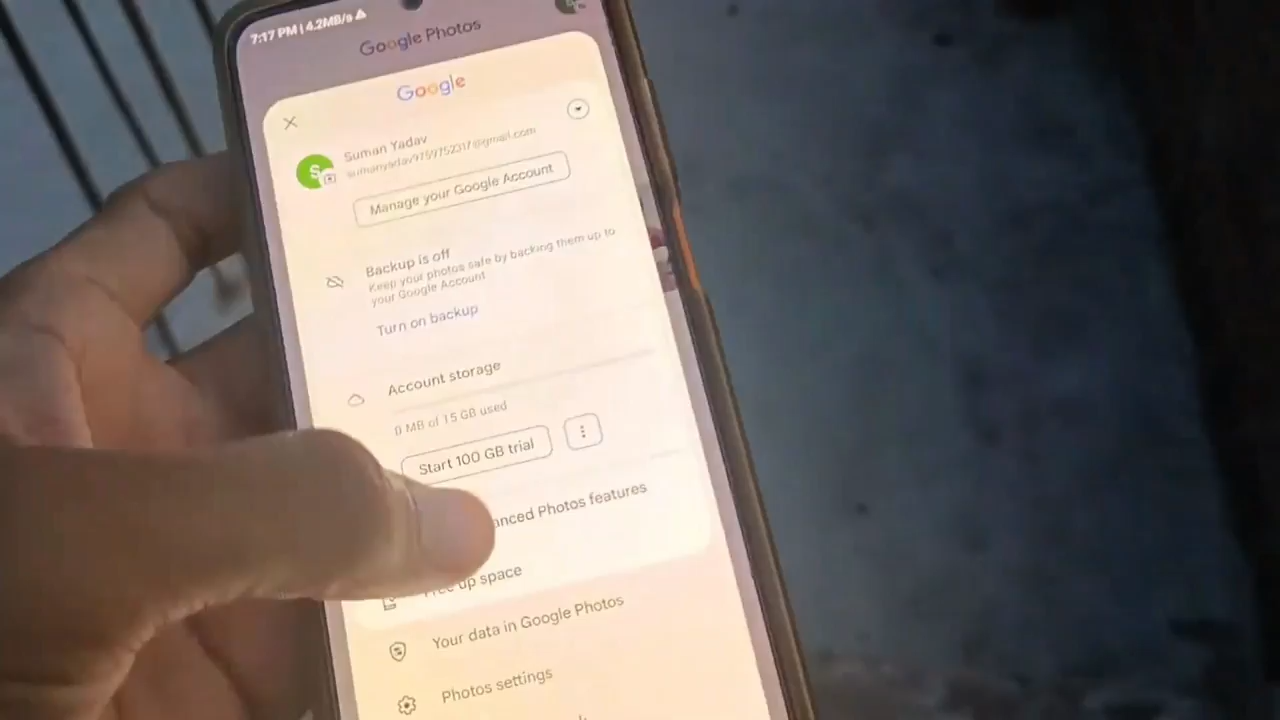 7:17 PM | 4.2MB/s
Google Photos
Google
Suman Yadav
sumanyadav9759752317@gmail.com
Manage your Google Account
Backup is off
Keep your photos safe by backing them up to
your Google Account
Turn on backup
Account storage
0 MB of 15 GB used
Start 100 GB trial
Photos features
up space
Your data in Google Photos
Photos settings